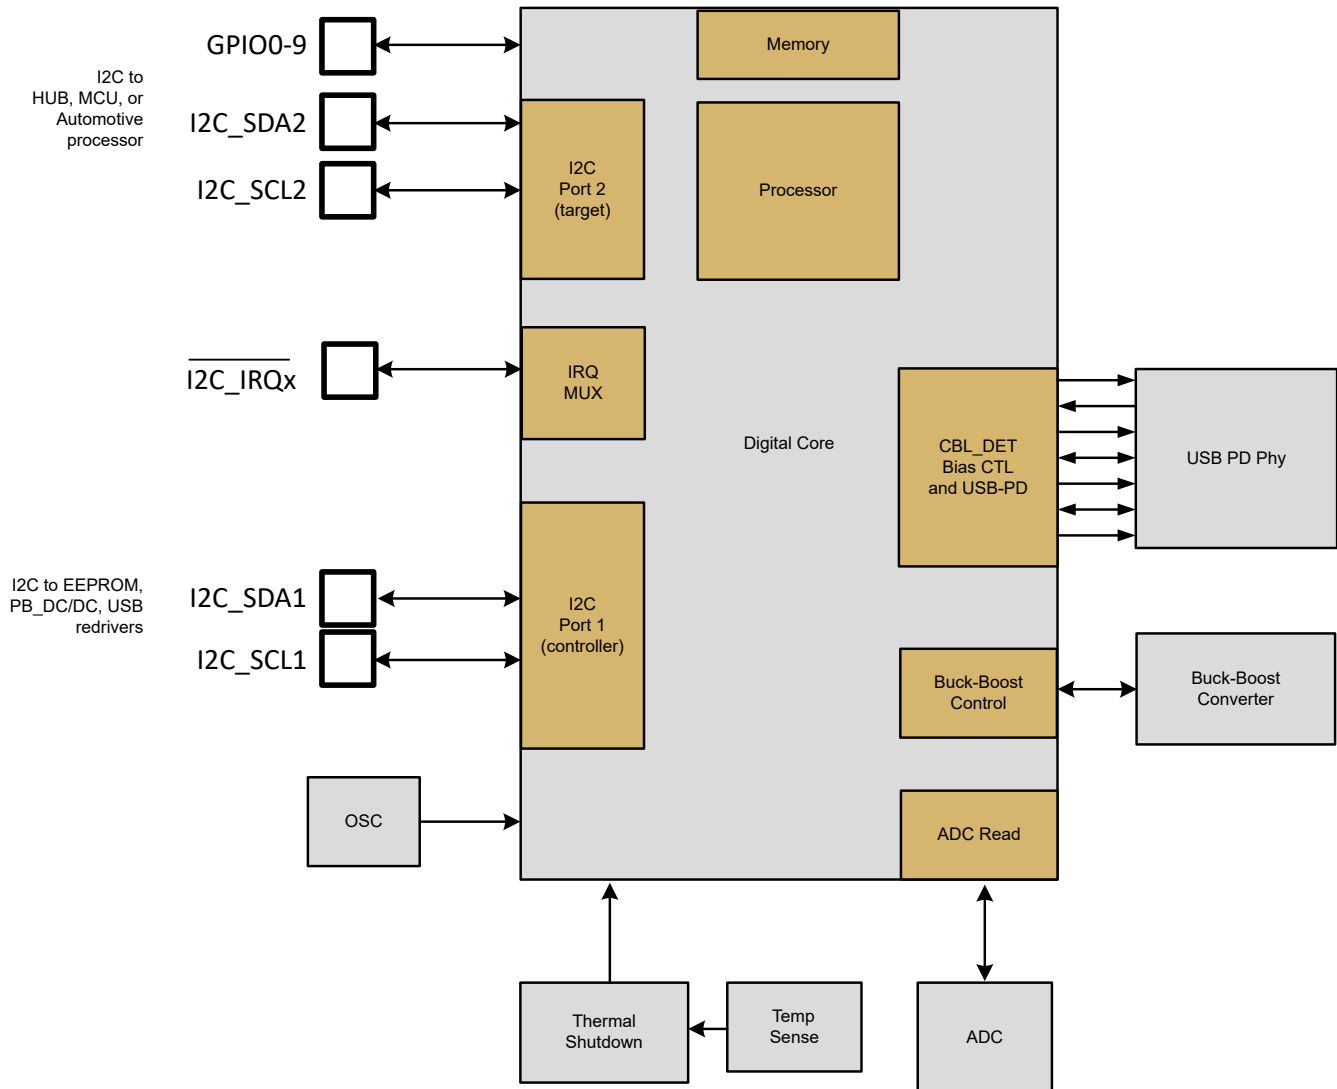 GPIO0-9
I2C to
HUB, MCU, or
Automotive
processor
I2C_SDA2
I2C_SCL2
I2C_IRQx
I2C to EEPROM,
PB_DC/DC, USB
redrivers
I2C_SDA1
I2C_SCL1
OSC
Memory
I2C
Port 2
(target)
Processor
IRQ
MUX
Digital Core
CBL_DET
Bias CTL
and USB-PD
USB PD Phy
I2C
Port 1
(controller)
Buck-Boost
Control
Buck-Boost
Converter
ADC Read
Thermal
Shutdown
Temp
Sense
ADC